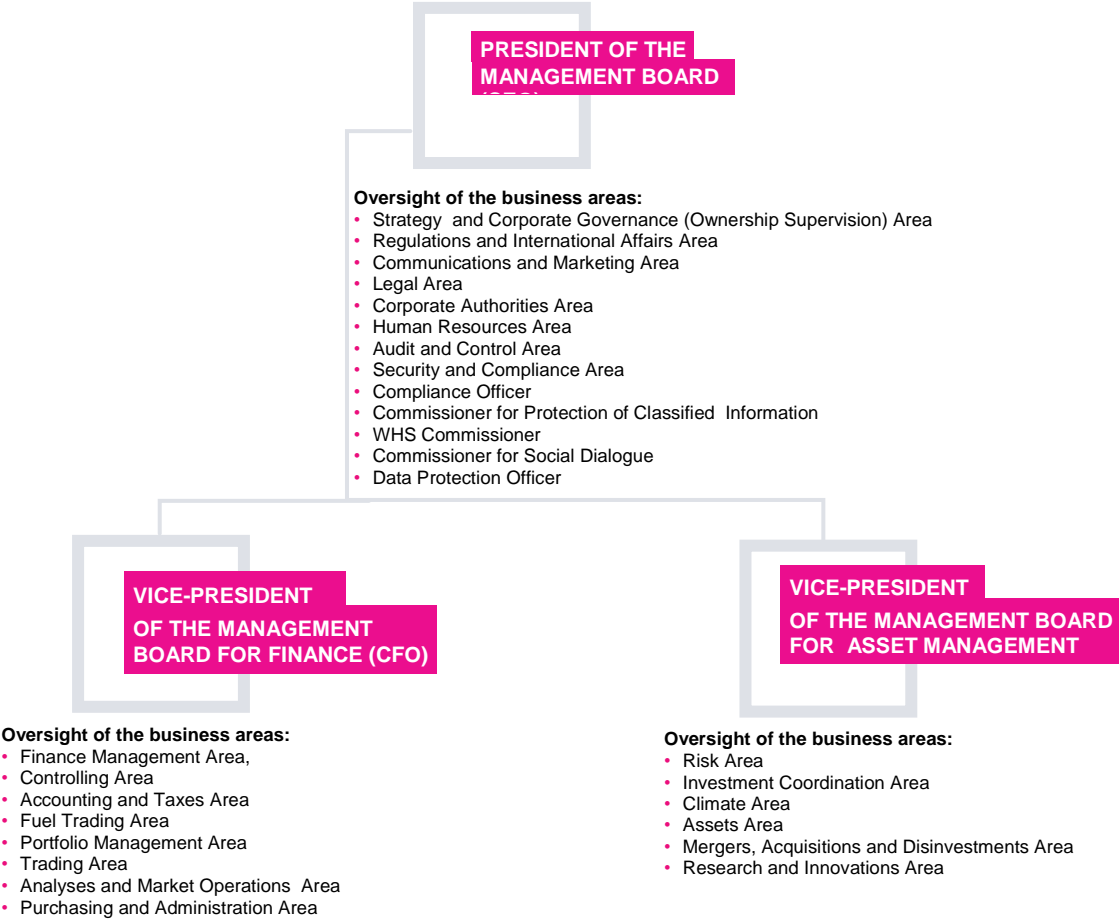 PRESIDENT OF THE
MANAGEMENT BOARD
Oversight of the business areas:
• Strategy and Corporate Governance (Ownership Supervision) Area
• Regulations and International Affairs Area
• Communications and Marketing Area
• Legal Area
• Corporate Authorities Area
• Human Resources Area
• Audit and Control Area
• Security and Compliance Area
• Compliance Officer
• Commissioner for Protection of Classified Information
• WHS Commissioner
• Commissioner for Social Dialogue
• Data Protection Officer
VICE-PRESIDENT
OF THE MANAGEMENT
BOARD FOR FINANCE (CFO)
Oversight of the business areas:
• Finance Management Area,
• Controlling Area
• Accounting and Taxes Area
• Fuel Trading Area
• Portfolio Management Area
• Trading Area
• Analyses and Market Operations Area
• Purchasing and Administration Area
VICE-PRESIDENT
OF THE MANAGEMENT BOARD
FOR ASSET MANAGEMENT
Oversight of the business areas:
• Risk Area
• Investment Coordination Area
• Climate Area
• Assets Area
• Mergers, Acquisitions and Disinvestments Area
• Research and Innovations Area